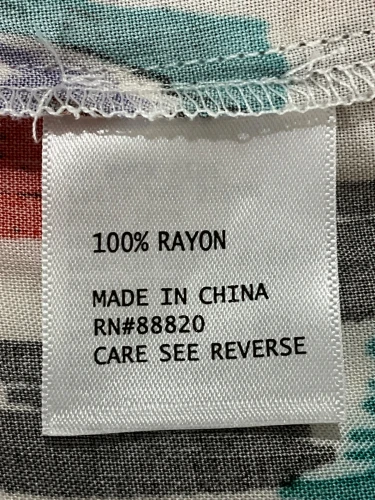 100% RAYON
MADE IN CHINA
RN#88820
CARE SEE REVERSE